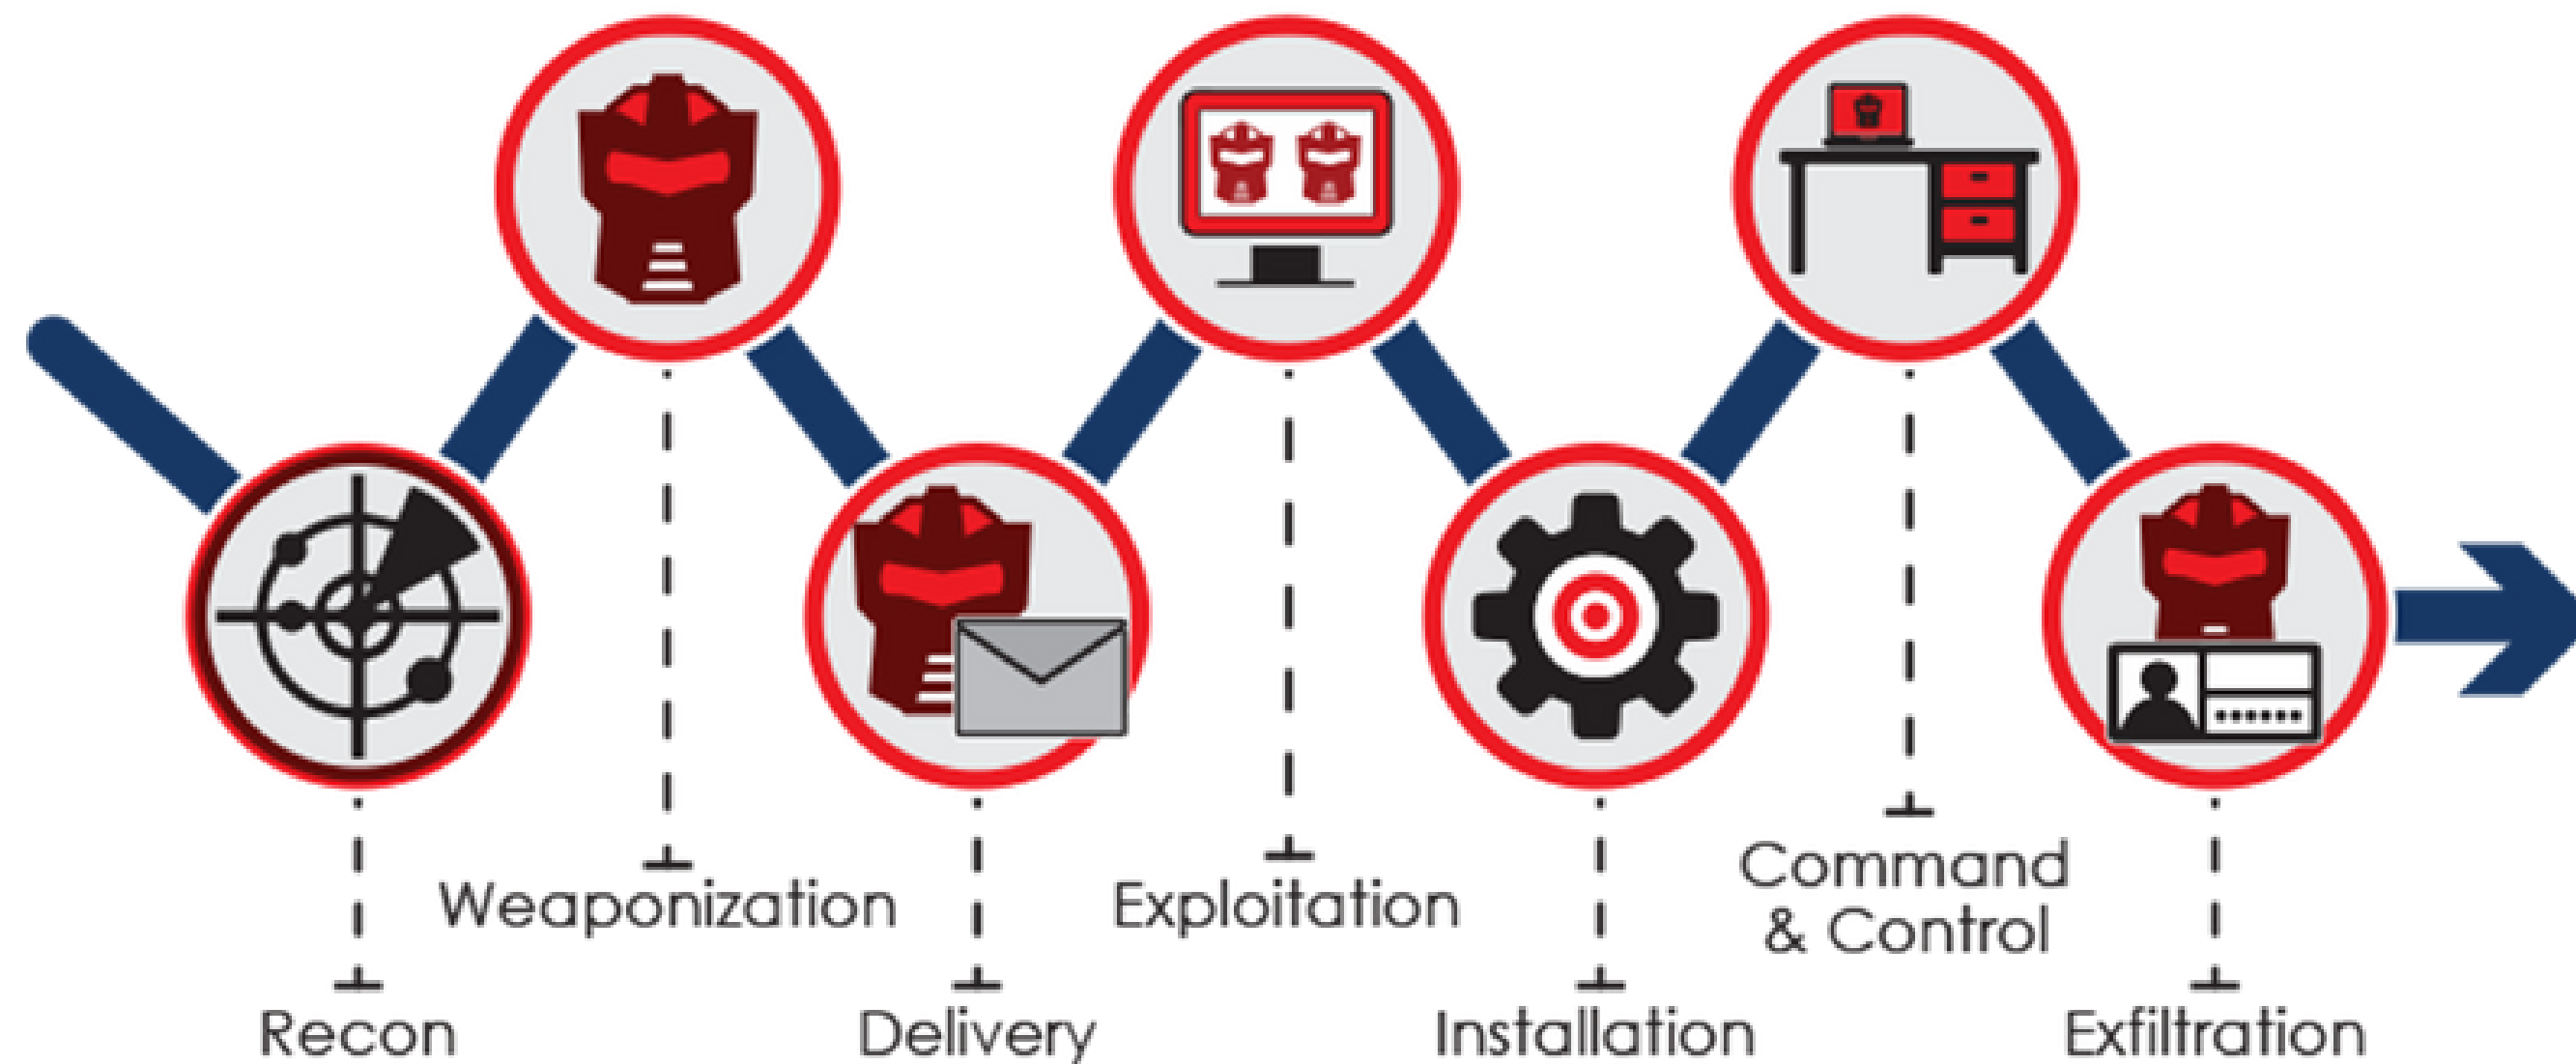 Recon
Weaponization
Delivery
Exploitation
Installation
Command
& Control
Exfiltration